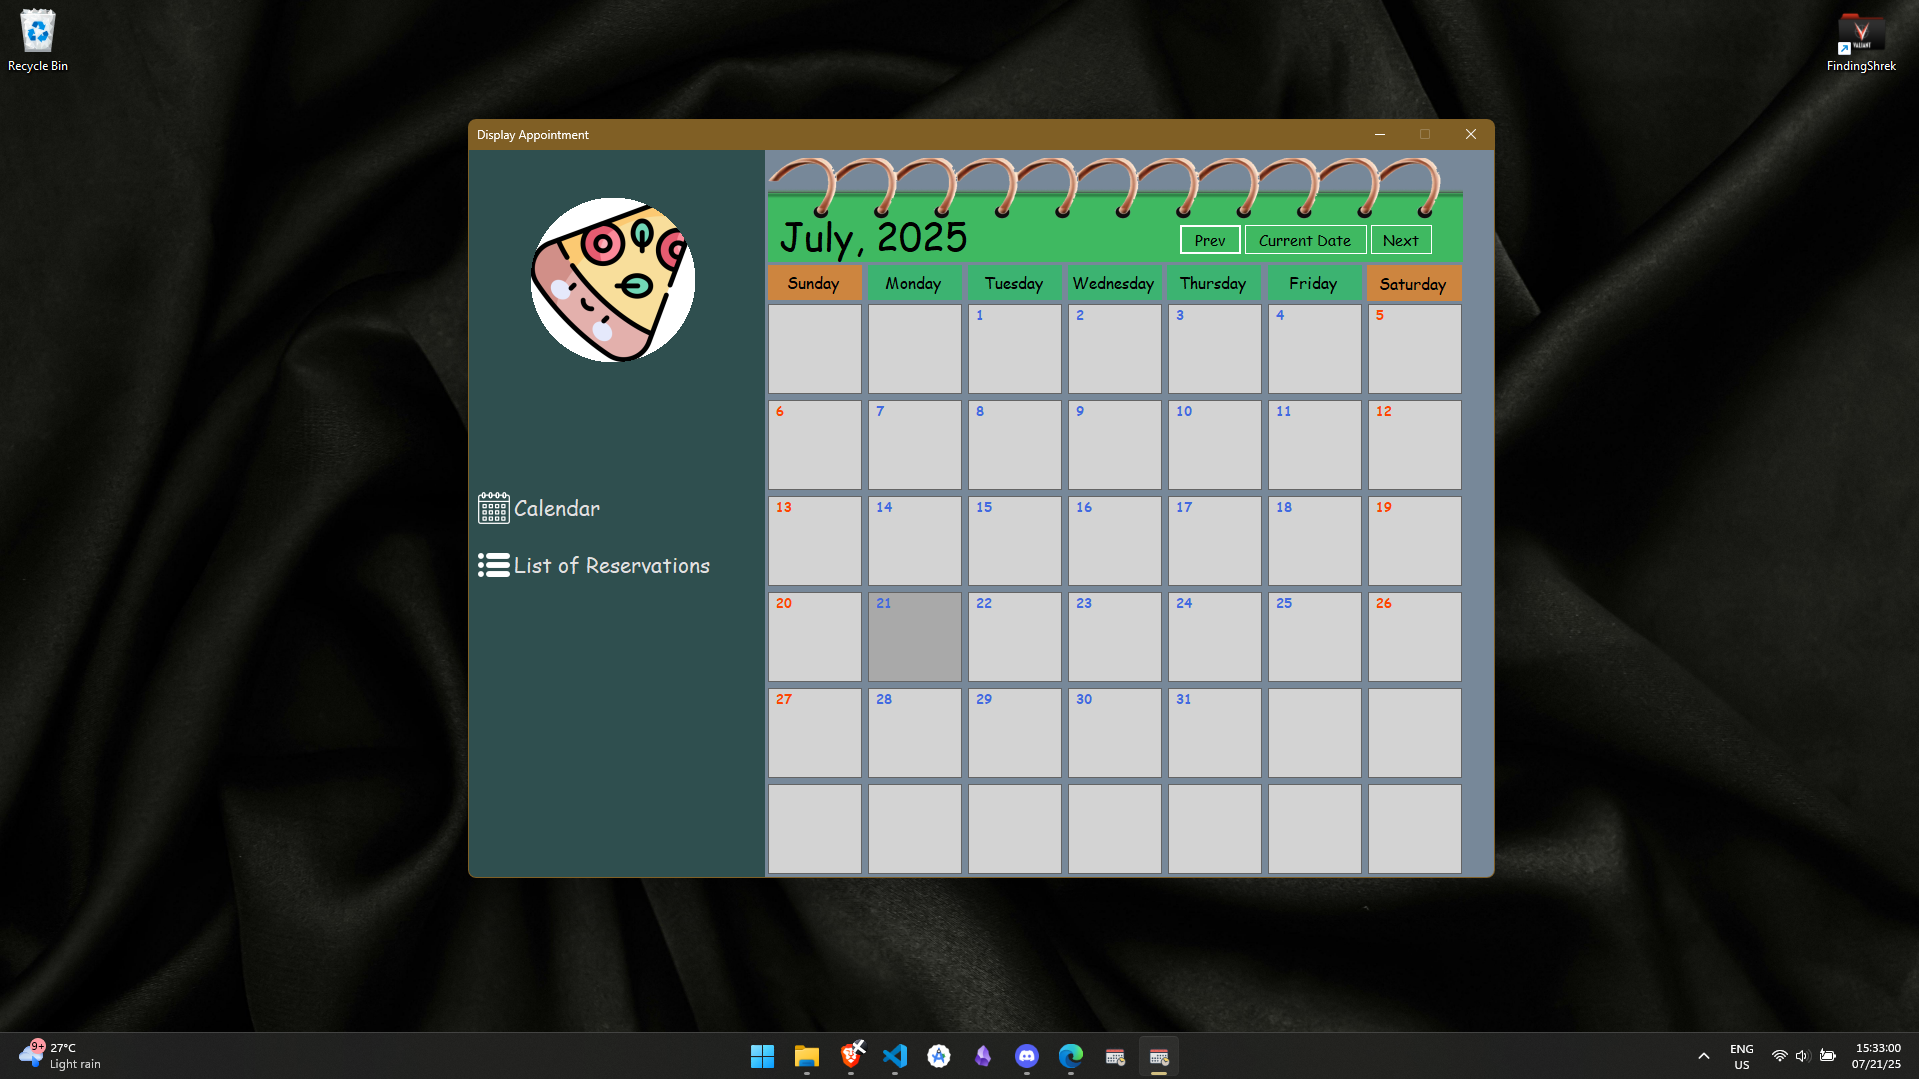 Recycle Bin
VALIANT
FindingShrek
Display Appointment
July, 2025
Prev
Current Date
Next
Sunday
Monday
Tuesday
Wednesday
Thursday
Friday
Saturday
1
2
3
4
5
6
7
8
9
10
11
12
13
14
15
16
17
18
19
20
21
22
23
24
25
26
27
28
29
30
31
Calendar
List of Reservations
9+
27°C
Light rain
ENG
US
15:33:00
07/21/25